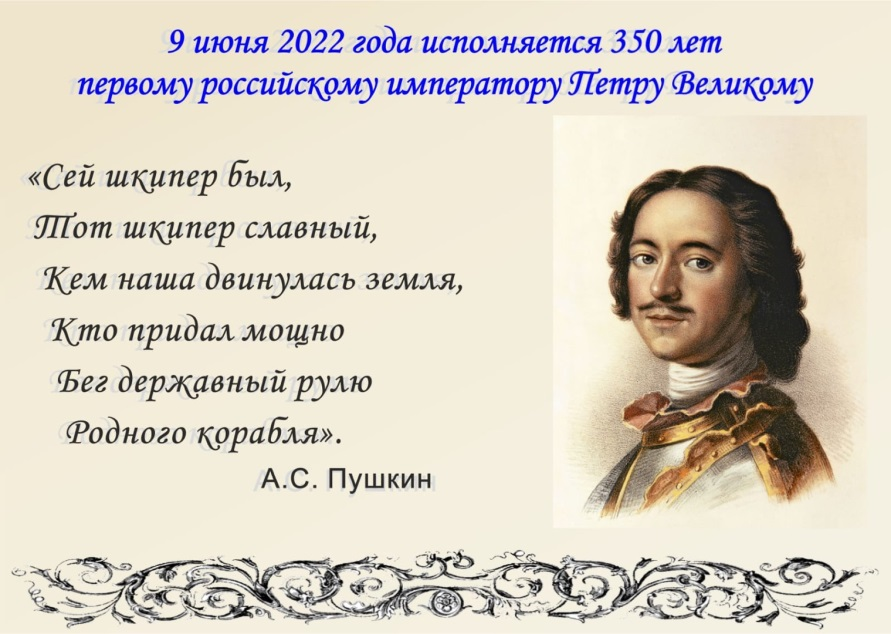 9 июня 2022 года исполняется 350 лет
первому российскому императору Петру Великому
«Сей шкипер был,
Тот шкипер славный,
Кем наша двинулась земля,
Кто придал мощно
Бег державный рулю
Родного корабля».
А.С. Пушкин